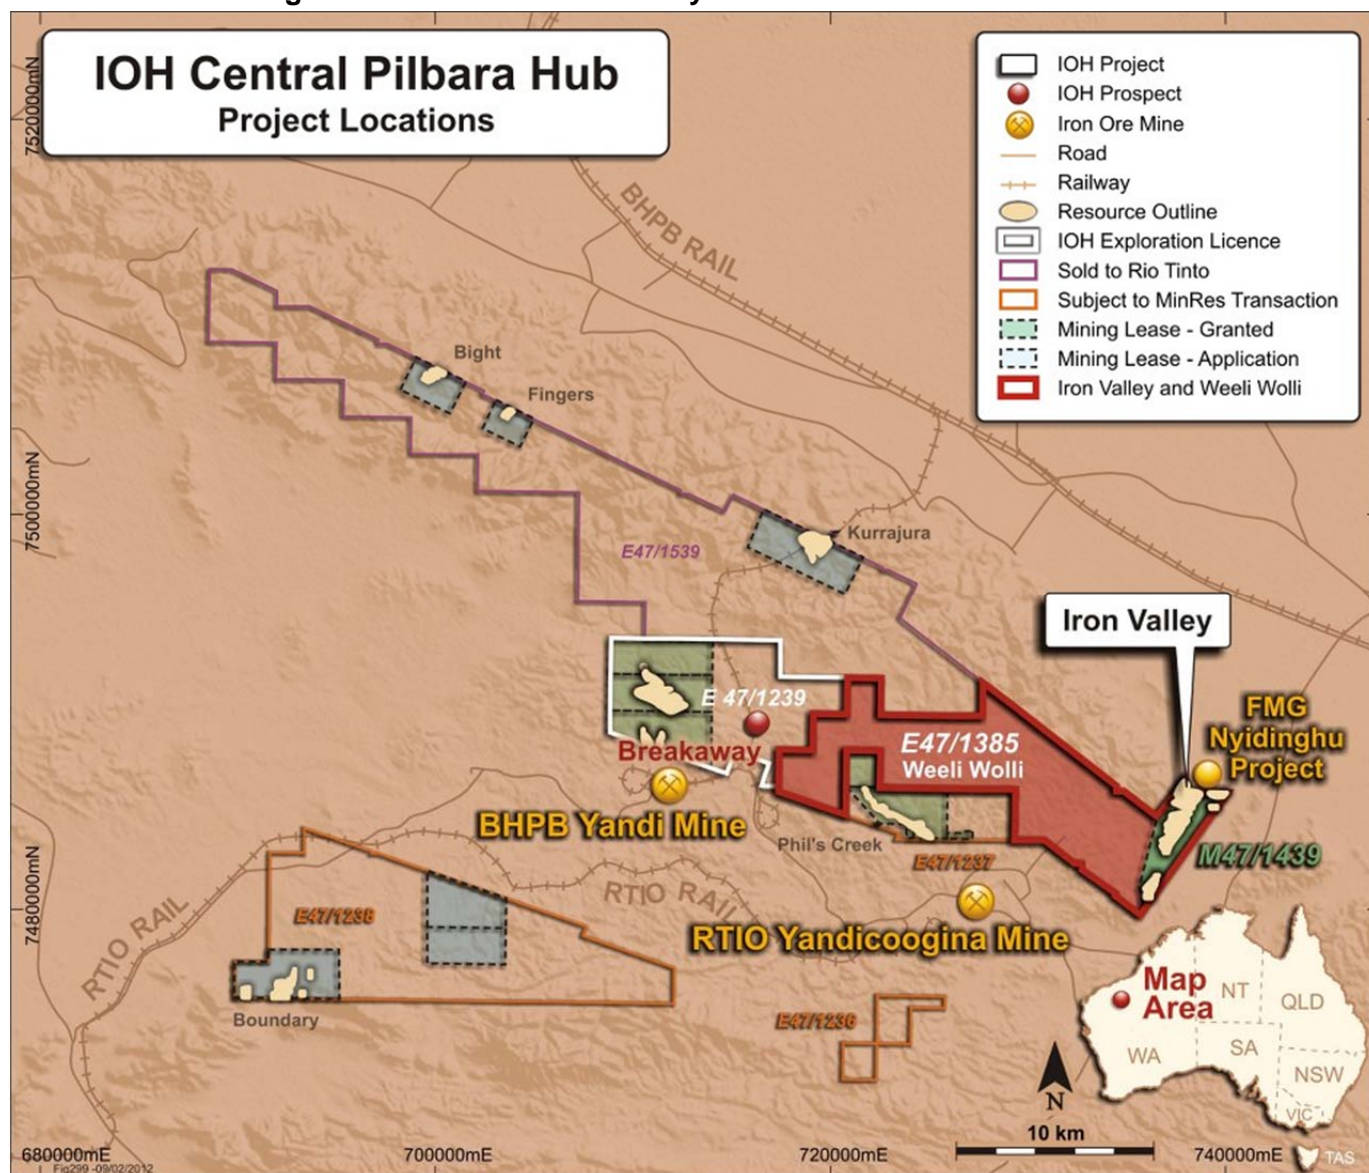 IOH Central Pilbara Hub
Project Locations
IOH Project
IOH Prospect
Iron Ore Mine
Road
Railway
Resource Outline
IOH Exploration Licence
Sold to Rio Tinto
Subject to MinRes Transaction
Mining Lease - Granted
Mining Lease - Application
Iron Valley and Weeli Wolli
7520000mN
BHPB RAIL
Bight
Fingers
7500000mN
Kurrajura
E47/1539
Iron Valley
E 47/1239
FMG
Nyidinghu
Project
Breakaway
E47/1385
Weeli Wolli
BHPB Yandi Mine
Phil's Creek
E47/1237
M47/1439
7480000mN
RTIO RAIL
RTIO RAIL
E47/1238
RTIO Yandicoogina Mine
Boundary
E47/1236
Map
Area
NT
QLD
WA
SA
NSW
VIC
TAS
N
10 km
680000mE
700000mE
720000mE
740000mE
Fig299 -09/02/2012